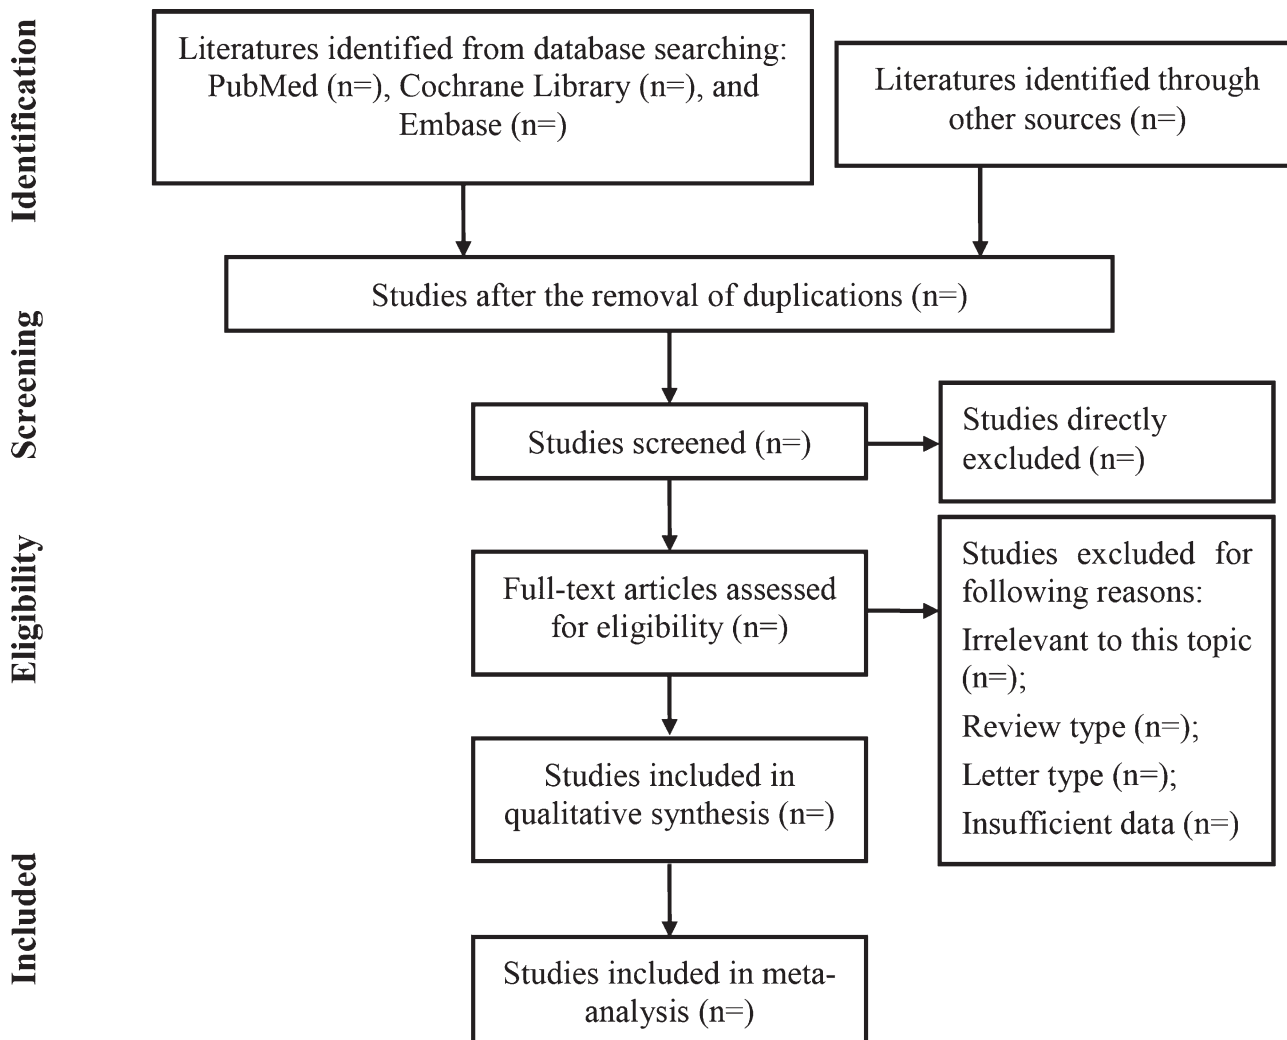 Identification
Literatures identified from database searching:
PubMed (n=), Cochrane Library (n=), and
Embase (n=)
Literatures identified through
other sources (n=)
Screening
Studies after the removal of duplications (n=)
Studies screened (n=)
Studies directly
excluded (n=)
Eligibility
Full-text articles assessed
for eligibility (n=)
Studies excluded for
following reasons:
Irrelevant to this topic
(n=);
Review type (n=);
Letter type (n=);
Insufficient data (n=)
Included
Studies included in
qualitative synthesis (n=)
Studies included in meta-
analysis (n=)